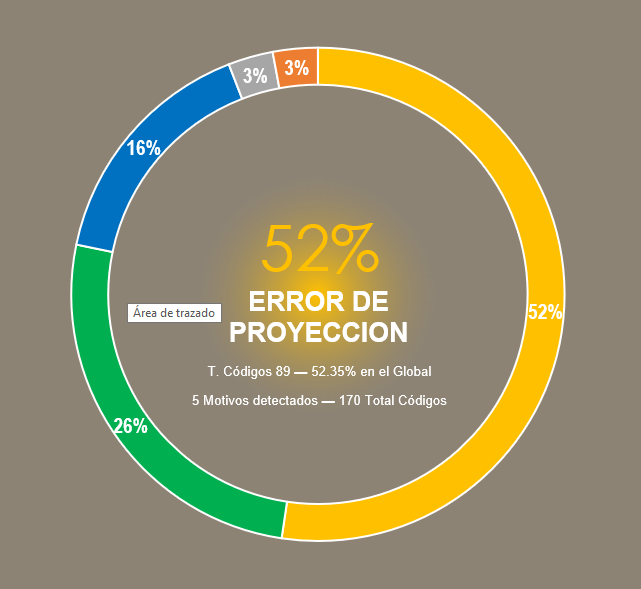 3%
3%
16%
52%
ERROR DE
PROYECCION
Área de trazado
52%
T. Códigos 89 — 52.35% en el Global
5 Motivos detectados — 170 Total Códigos
26%